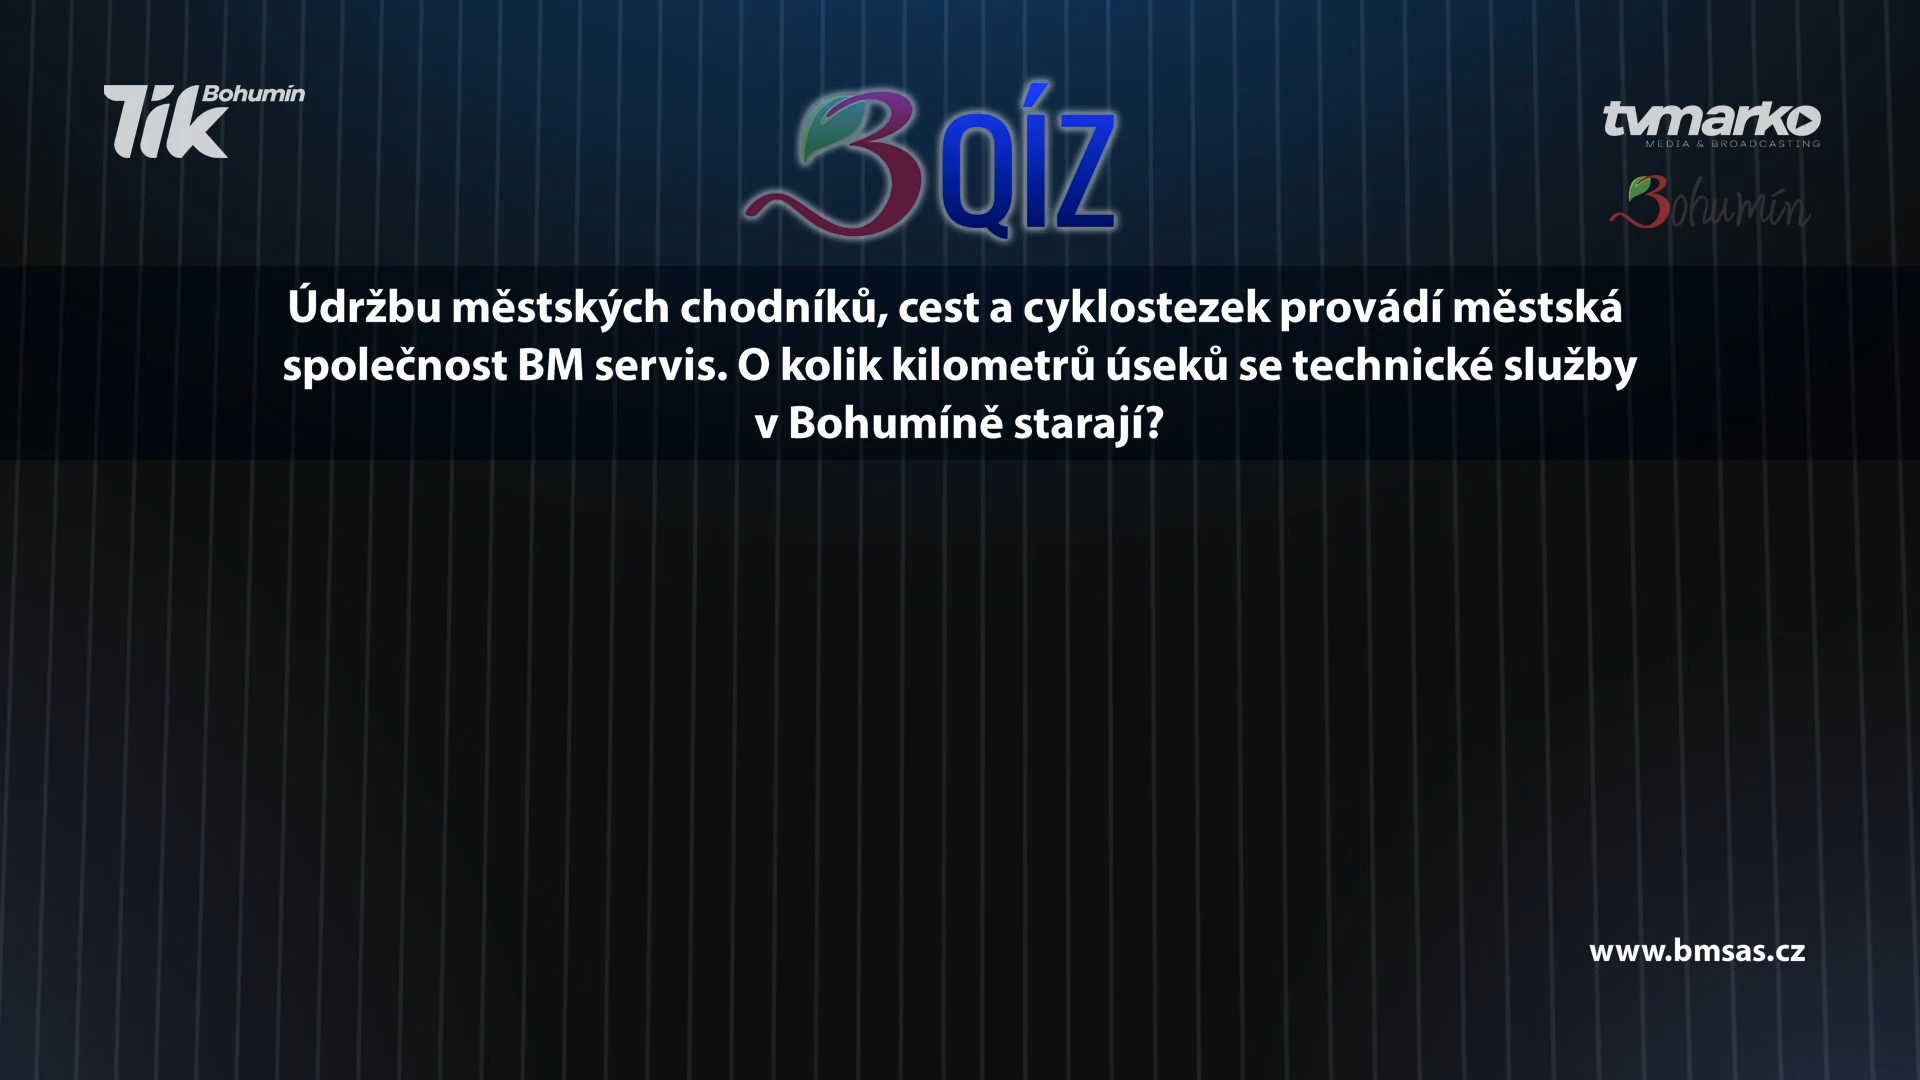 Tik Bohumín
B QÍZ
tvmarko
MEDIA & BROADCASTING
Bohumín
Údržbu městských chodníků, cest a cyklostezek provádí městská
společnost BM servis. O kolik kilometrů úseků se technické služby
v Bohumíně starají?
www.bmsas.cz